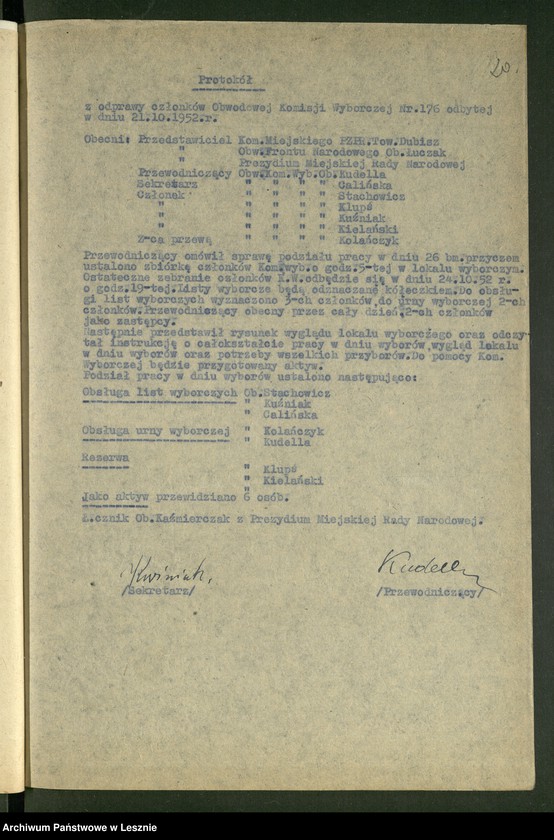 20.
Protokół
z odprawy członków Obwodowej Komisji Wyborczej Nr.176 odbytej
w dniu 21.10.1952.r.
Obecni: Przedstawiciel Kom.Miejskiego PZPR.Tow.Dubisz
" Obw.Frontu Narodowego Ob.Łuczak
" Prezydium Miejskiej Rady Narodowej
Przewodniczący Obw.Kom.Wyb.Ob.Kudella
Sekretarz " " " " Calińska
Członek " " " " Stachowicz
" " " " " Klupś
" " " " " Kuźniak
" " " " " Kielański
Z-ca przewą " " " " Kolańczyk
Przewodniczący omówił sprawę podziału pracy w dniu 26 bm.przyczem
ustalono zbiórkę członków Kom.wyb.o godz.5-tej w lokalu wyborczym.
Ostateczne zebranie członków K.W.odbędzie się w dniu 24.10.52 r.
o godz.19-tej.Listy wyborcze będą odznaczane kółeczkiem.Do obsłu-
gi list wyborczych wyznaczono 3-ch członków,do urny wyborczej 2-ch
członków.Przewodniczący obecny przez cały dzień,2-ch członków
jako zastępcy.
Następnie przedstawił rysunek wyglądu lokalu wyborczego oraz odczy-
tał instrukcję o całokształcie pracy w dniu wyborów,wygląd lokalu
w dniu wyborów oraz potrzeby wszelkich przyborów.Do pomocy Kom.
Wyborczej będzie przygotowany aktyw.
Podział pracy w dniu wyborów ustalono następująco:
Obsługa list wyborczych Ob.Stachowicz
" Kuźniak
" Calińska
Obsługa urny wyborczej " Kolańczyk
" Kudella
Reserwa
" Klupś
" Kielański
"
Jako aktyw przewidziano 6 osób.
Ł.cznik Ob.Kaźmierczak z Prezydium Miejskiej Rady Narodowej.
Kudella
/Sekretarz/ /Przewodniczący/
Archiwum Państwowe w Lesznie